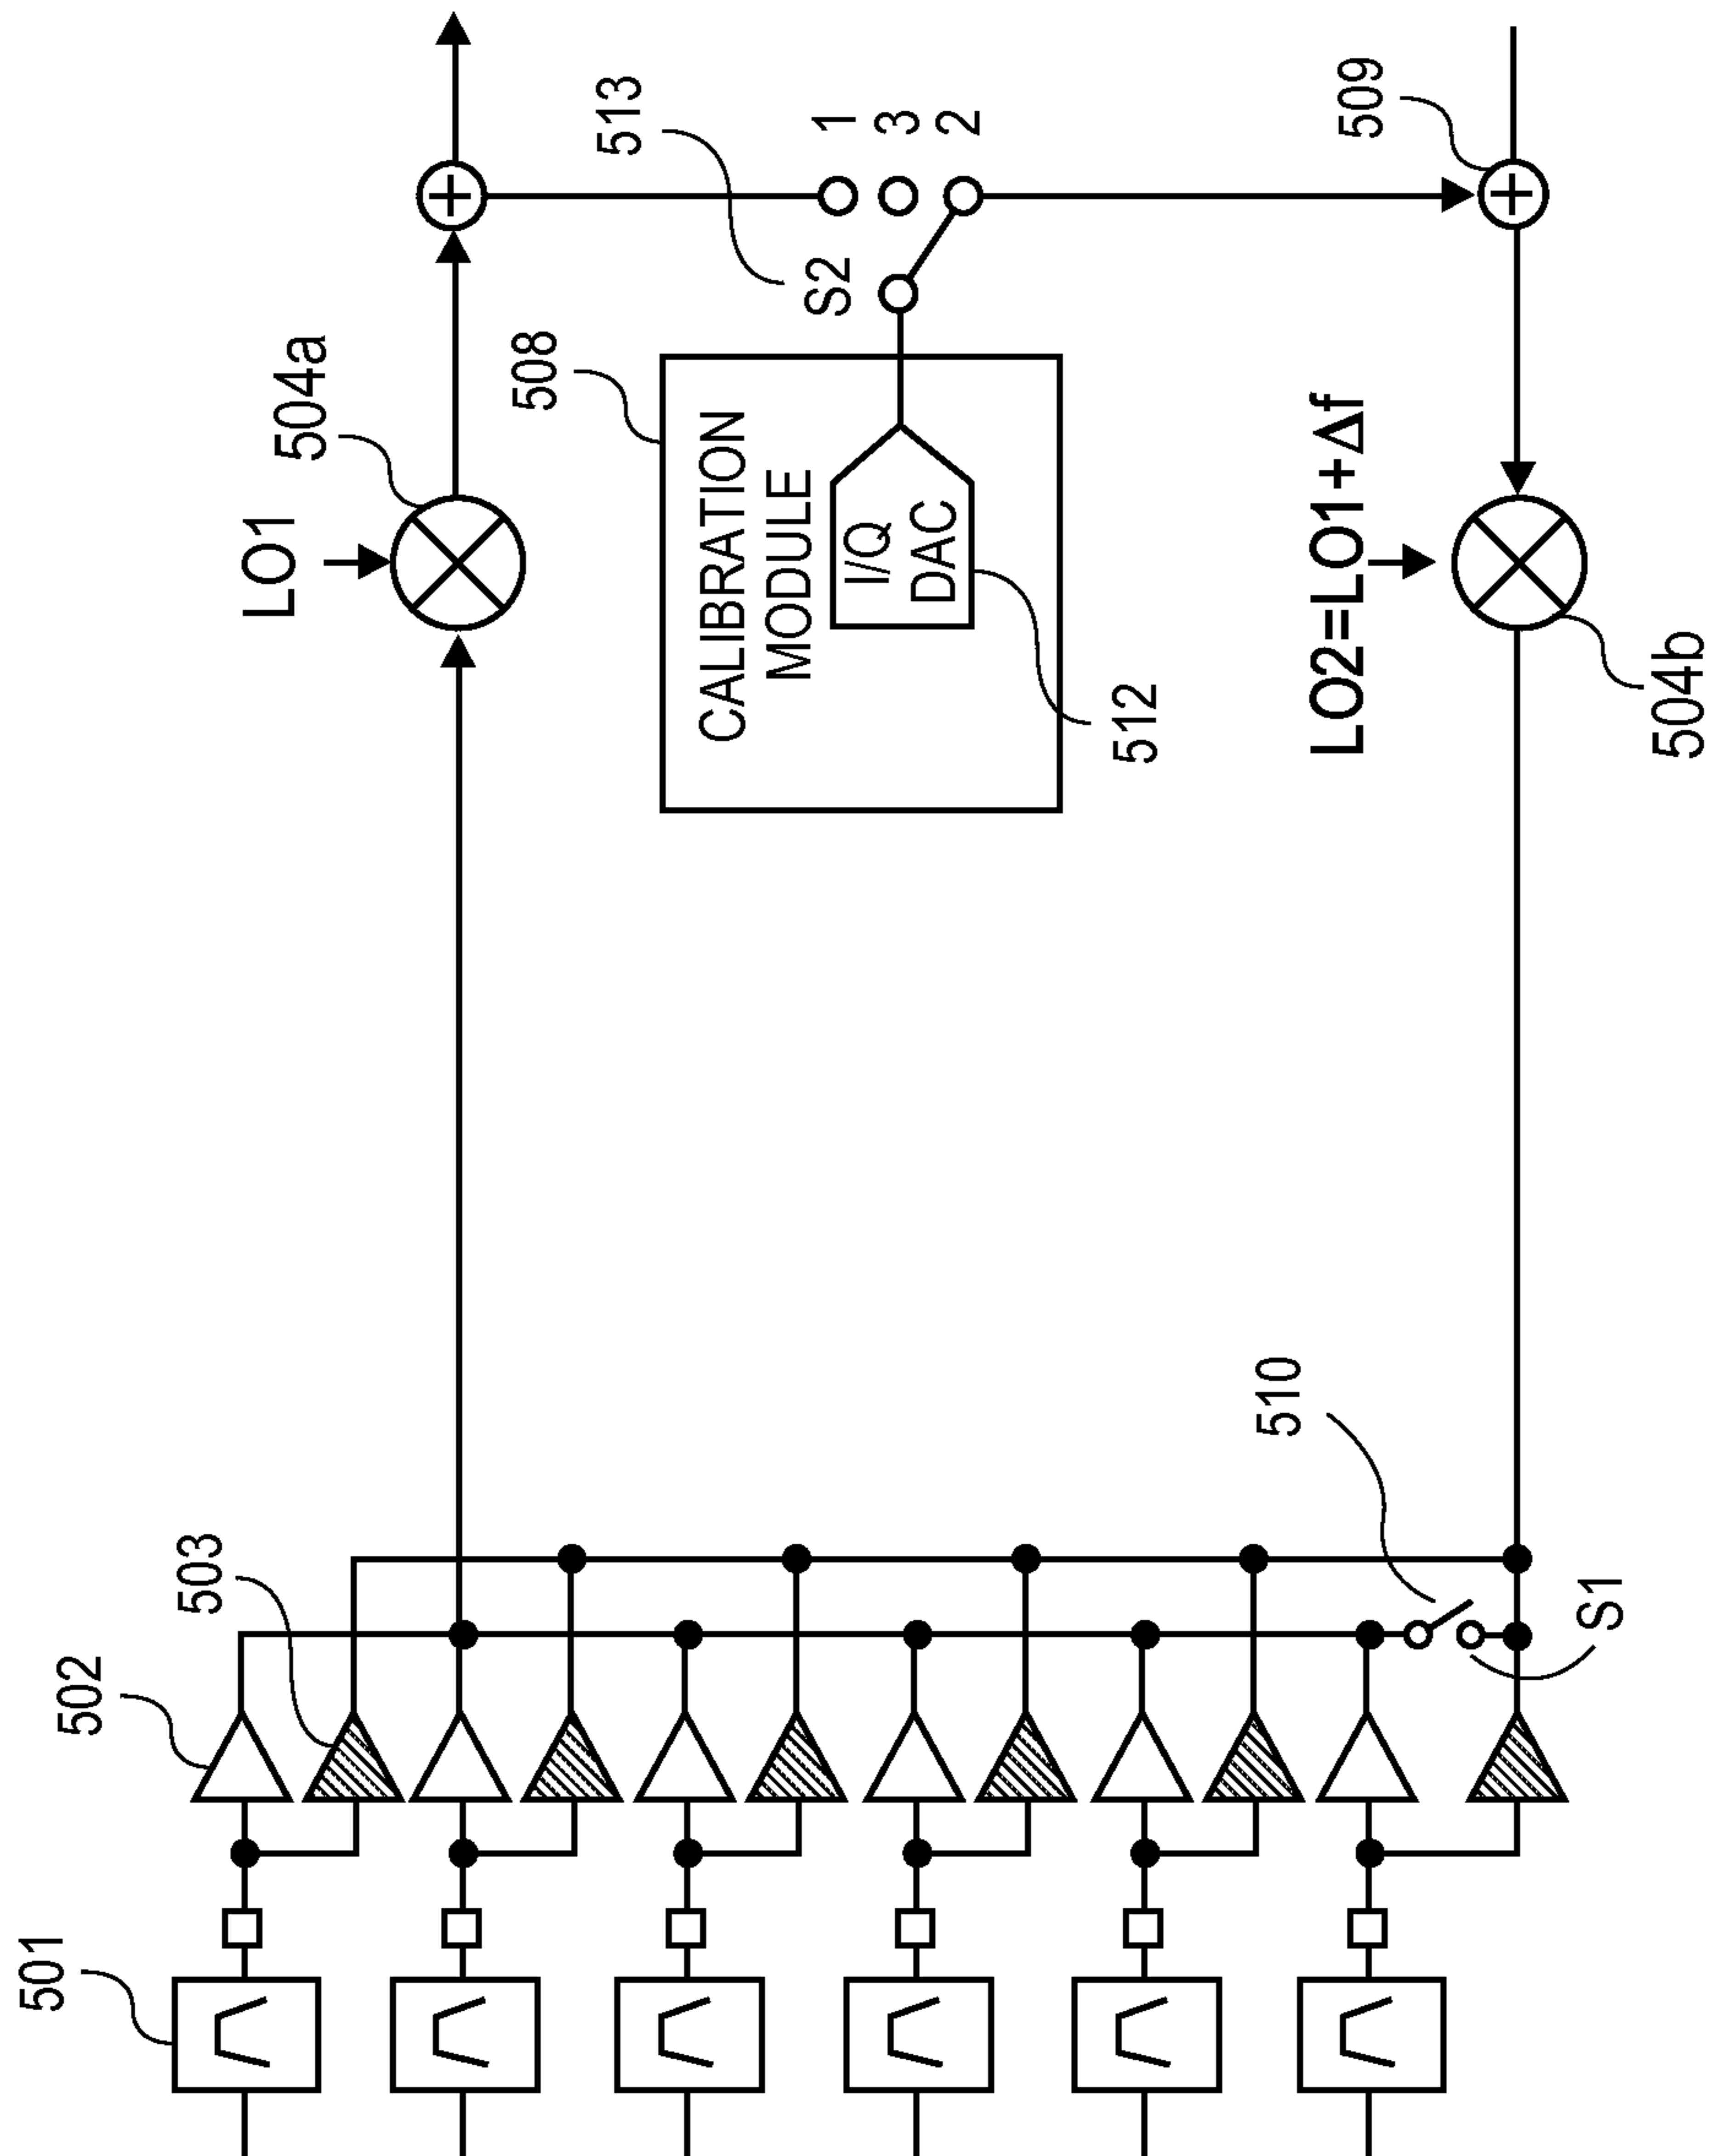 501
502
503
LO1
504a
513
1
3
2
S2
508
CALIBRATION
MODULE
I/Q
DAC
512
509
LO2=LO1+Δf
504b
510
S1